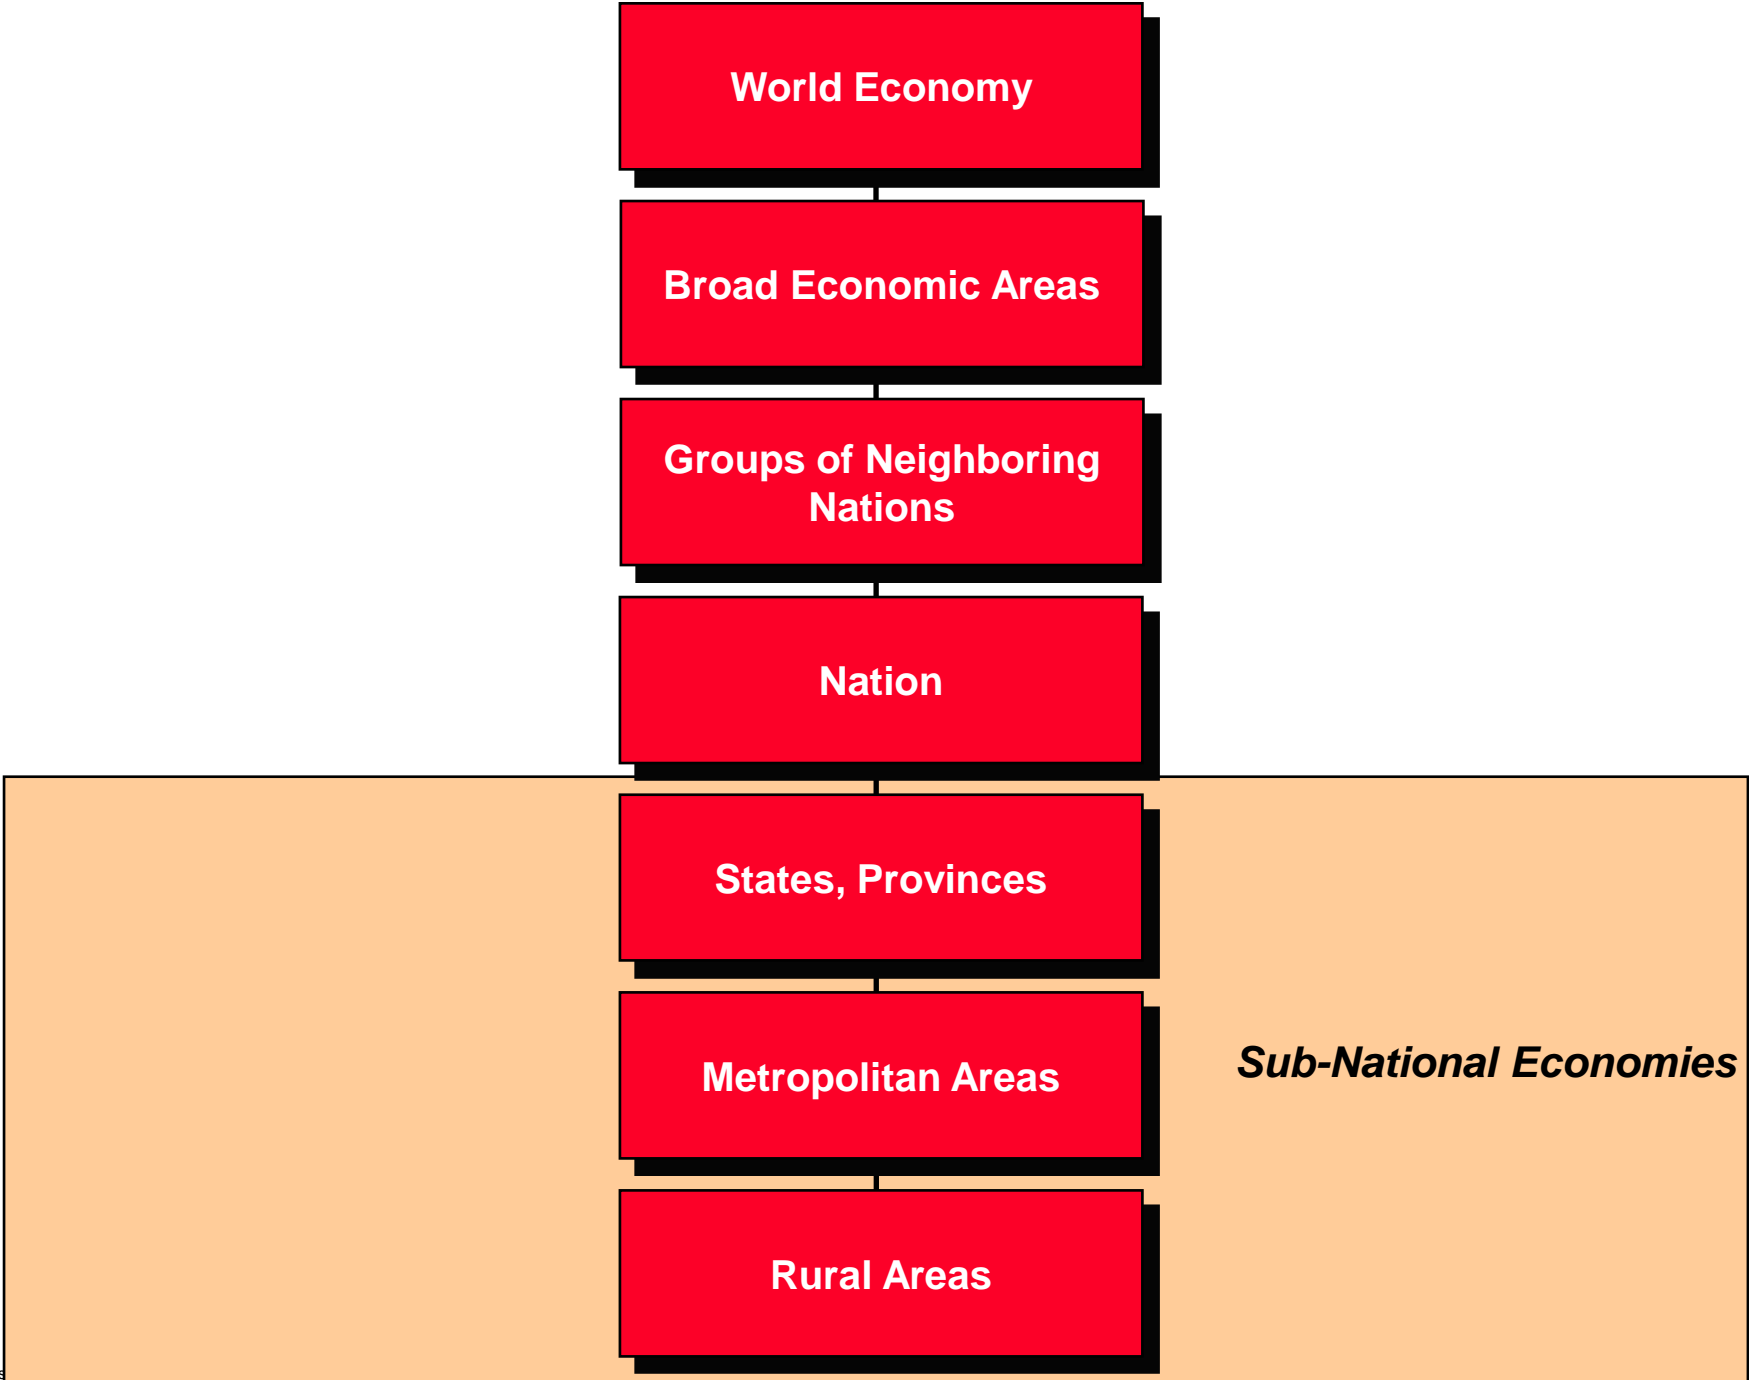 World Economy
Broad Economic Areas
Groups of Neighboring
Nations
Nation
States, Provinces
Metropolitan Areas
Sub-National Economies
Rural Areas